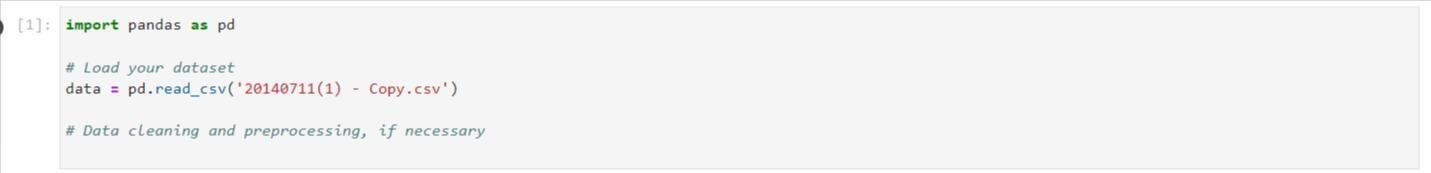 [1]: import pandas as pd
# Load your dataset
data = pd.read_csv('20140711(1) - Copy.csv')
# Data cleaning and preprocessing, if necessary